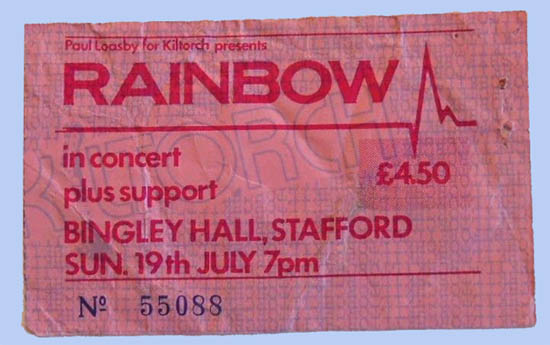 Paul Loasby for Kiltorch presents
RAINBOW
in concert
plus support
£4.50
BINGLEY HALL, STAFFORD
SUN. 19th JULY 7pm
Nº 55088
KILTORCH